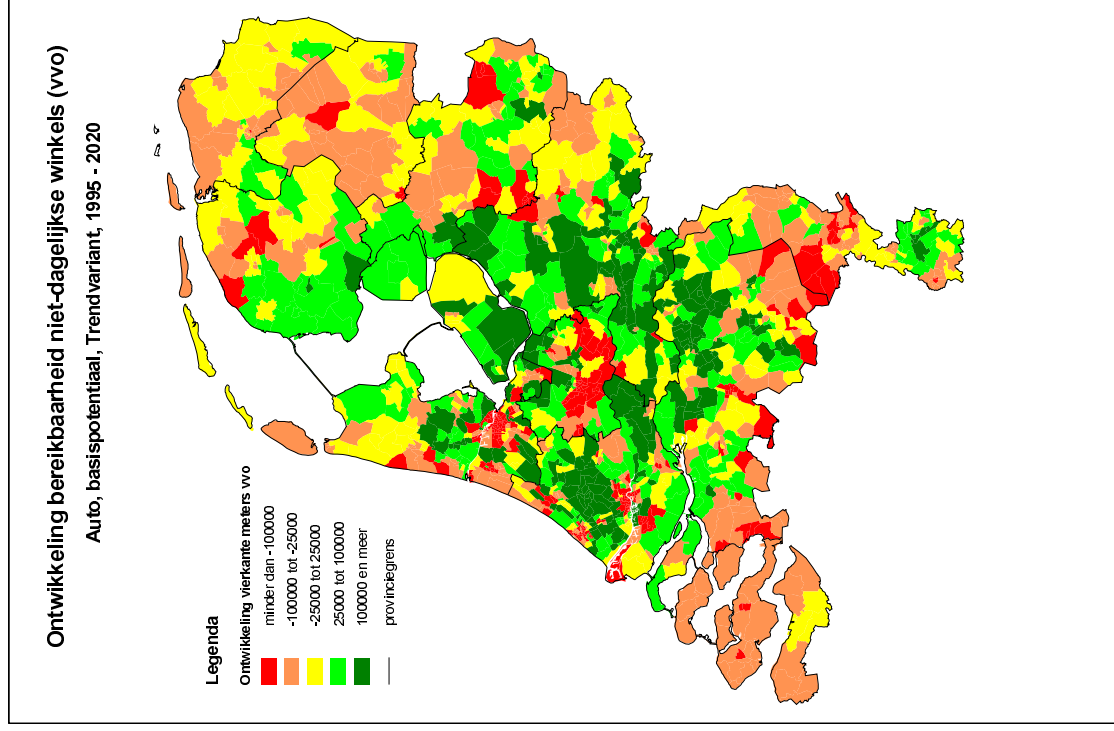 Ontwikkeling bereikbaarheid niet-dagelijkse winkels (vvo)
Auto, basispotentiaal, Trendvariant, 1995 - 2020
Legenda
Ontwikkeling vierkante meters vvo
minder dan -100000
-100000 tot -25000
-25000 tot 25000
25000 tot 100000
100000 en meer
provinciegrens